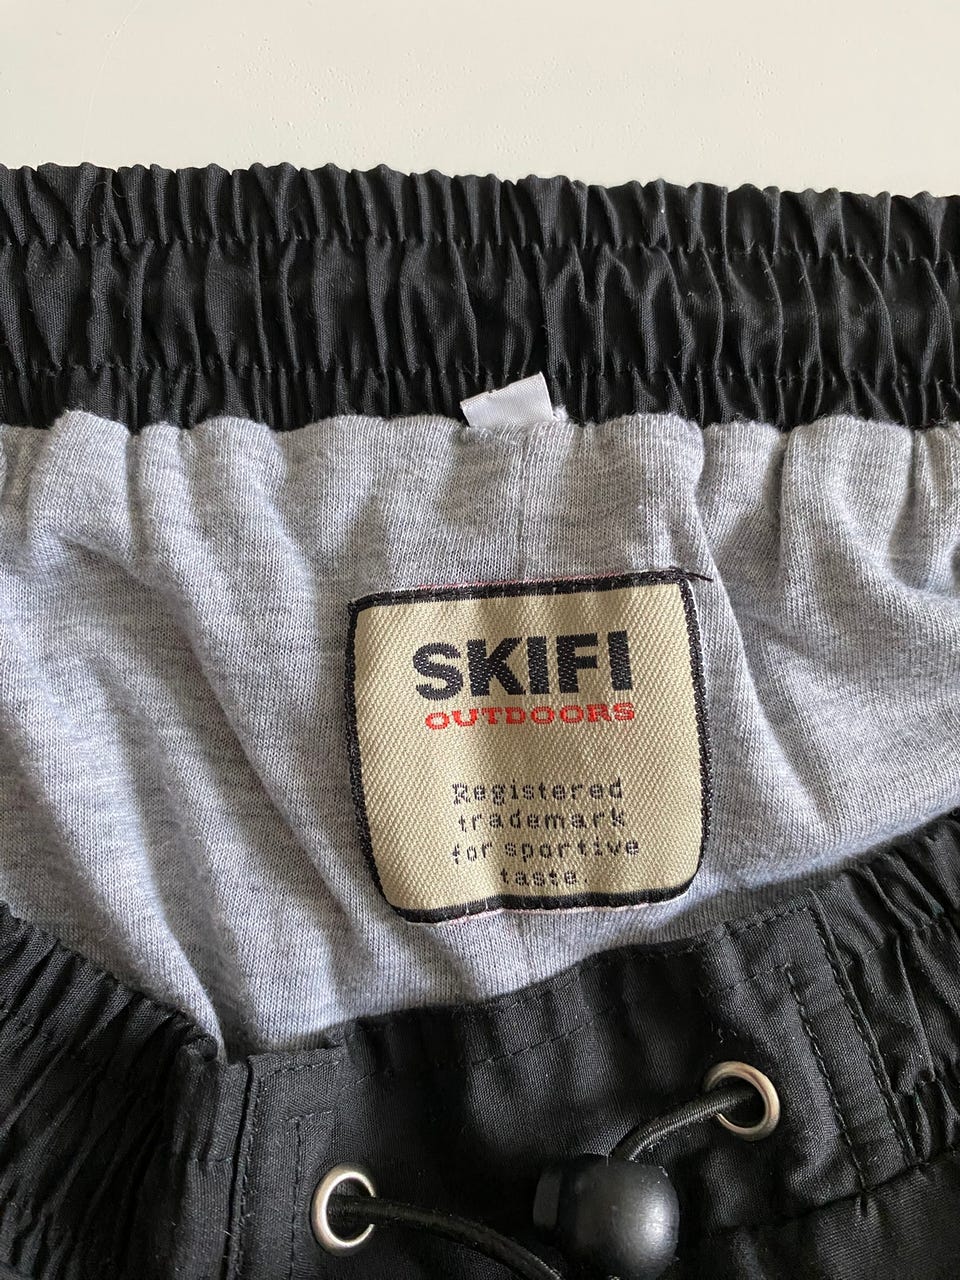 SKIFI
OUTDOORS
Registered
trademark
for sportive
taste.